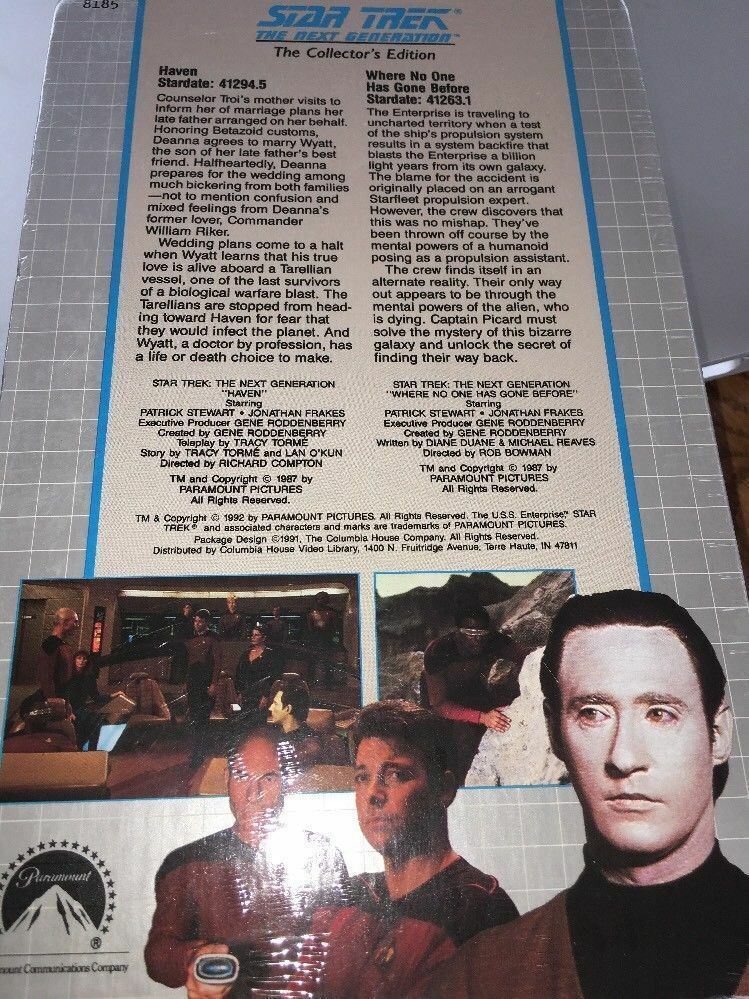 8185
STAR TREK®
THE NEXT GENERATION™
The Collector's Edition
Haven
Stardate: 41294.5
Counselor Troi's mother visits to
inform her of marriage plans her
late father arranged on her behalf.
Honoring Betazoid customs,
Deanna agrees to marry Wyatt,
the son of her late father's best
friend. Halfheartedly, Deanna
prepares for the wedding among
much bickering from both families
—not to mention confusion and
mixed feelings from Deanna's
former lover, Commander
William Riker.
Wedding plans come to a halt
when Wyatt learns that his true
love is alive aboard a Tarellian
vessel, one of the last survivors
of a biological warfare blast. The
Tarellians are stopped from head-
ing toward Haven for fear that
they would infect the planet. And
Wyatt, a doctor by profession, has
a life or death choice to make.
Where No One
Has Gone Before
Stardate: 41263.1
The Enterprise is traveling to
uncharted territory when a test
of the ship's propulsion system
results in a system backfire that
blasts the Enterprise a billion
light years from its own galaxy.
The blame for the accident is
originally placed on an arrogant
Starfleet propulsion expert.
However, the crew discovers that
this was no mishap. They've
been thrown off course by the
mental powers of a humanoid
posing as a propulsion assistant.
The crew finds itself in an
alternate reality. Their only way
out appears to be through the
mental powers of the alien, who
is dying. Captain Picard must
solve the mystery of this bizarre
galaxy and unlock the secret of
finding their way back.
STAR TREK: THE NEXT GENERATION
"HAVEN"
Starring
PATRICK STEWART • JONATHAN FRAKES
Executive Producer GENE RODDENBERRY
Created by GENE RODDENBERRY
Teleplay by TRACY TORMÉ
Story by TRACY TORMÉ and LAN O'KUN
Directed by RICHARD COMPTON
TM and Copyright © 1987 by
PARAMOUNT PICTURES
All Rights Reserved.
STAR TREK: THE NEXT GENERATION
"WHERE NO ONE HAS GONE BEFORE"
Starring
PATRICK STEWART • JONATHAN FRAKES
Executive Producer GENE RODDENBERRY
Created by GENE RODDENBERRY
Written by DIANE DUANE & MICHAEL REAVES
Directed by ROB BOWMAN
TM and Copyright © 1987 by
PARAMOUNT PICTURES
All Rights Reserved.
TM & Copyright © 1992 by PARAMOUNT PICTURES. All Rights Reserved. The U.S.S. Enterprise™ STAR
TREK® and associated characters and marks are trademarks of PARAMOUNT PICTURES.
Package Design ©1991, The Columbia House Company. All Rights Reserved.
Distributed by Columbia House Video Library, 1400 N. Fruitridge Avenue, Terre Haute, IN 47811
Paramount
®
mount Communications Company